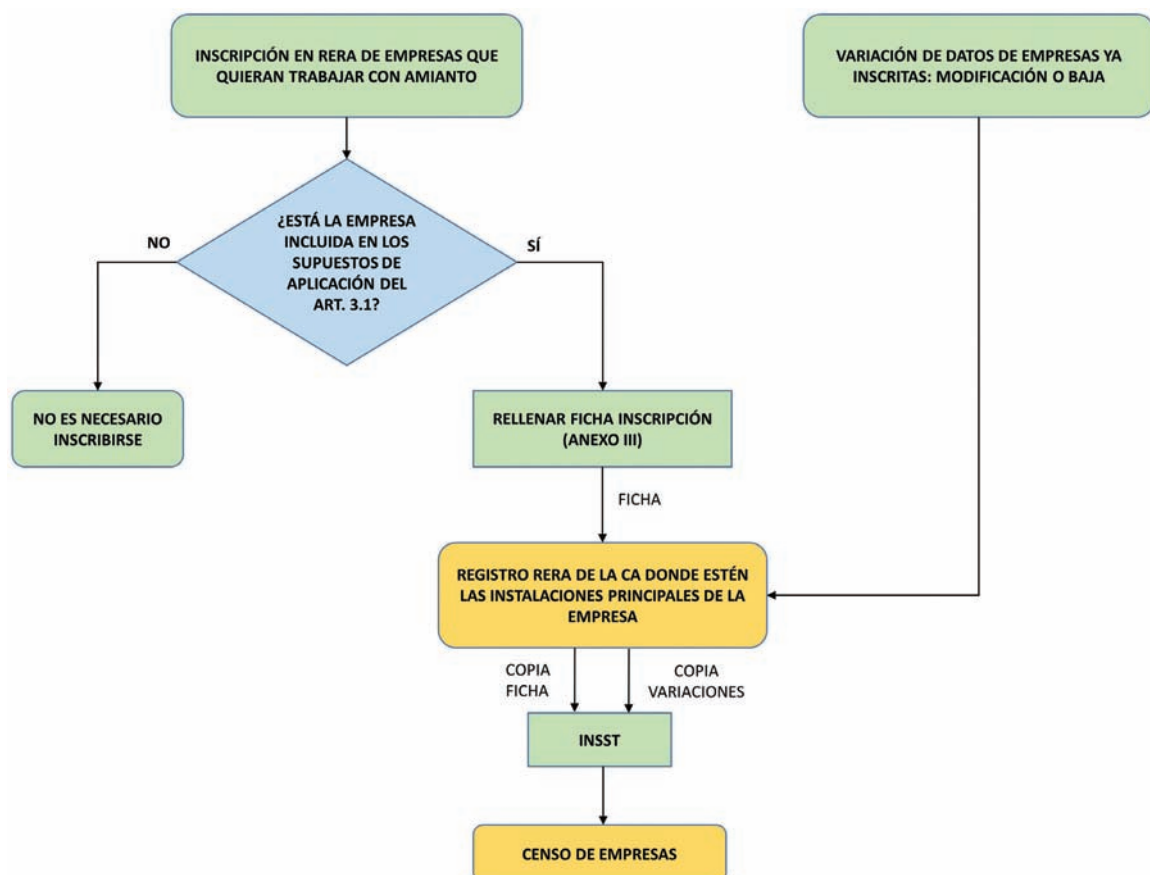 INSCRIPCIÓN EN RERA DE EMPRESAS QUE
QUIERAN TRABAJAR CON AMIANTO
VARIACIÓN DE DATOS DE EMPRESAS YA
INSCRITAS: MODIFICACIÓN O BAJA
¿ESTÁ LA EMPRESA
INCLUIDA EN LOS
SUPUESTOS DE
APLICACIÓN DEL
ART. 3.1?
NO
SÍ
NO ES NECESARIO
INSCRIBIRSE
RELLENAR FICHA INSCRIPCIÓN
(ANEXO III)
FICHA
REGISTRO RERA DE LA CA DONDE ESTÉN
LAS INSTALACIONES PRINCIPALES DE LA
EMPRESA
COPIA
FICHA
COPIA
VARIACIONES
INSST
CENSO DE EMPRESAS